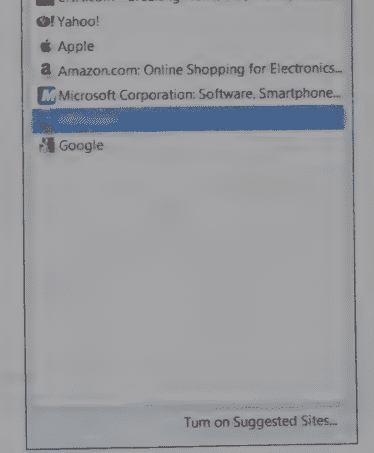 Yahoo!
Apple
Amazon.com: Online Shopping for Electronics...
Microsoft Corporation: Software, Smartphone...
Google
Turn on Suggested Sites...